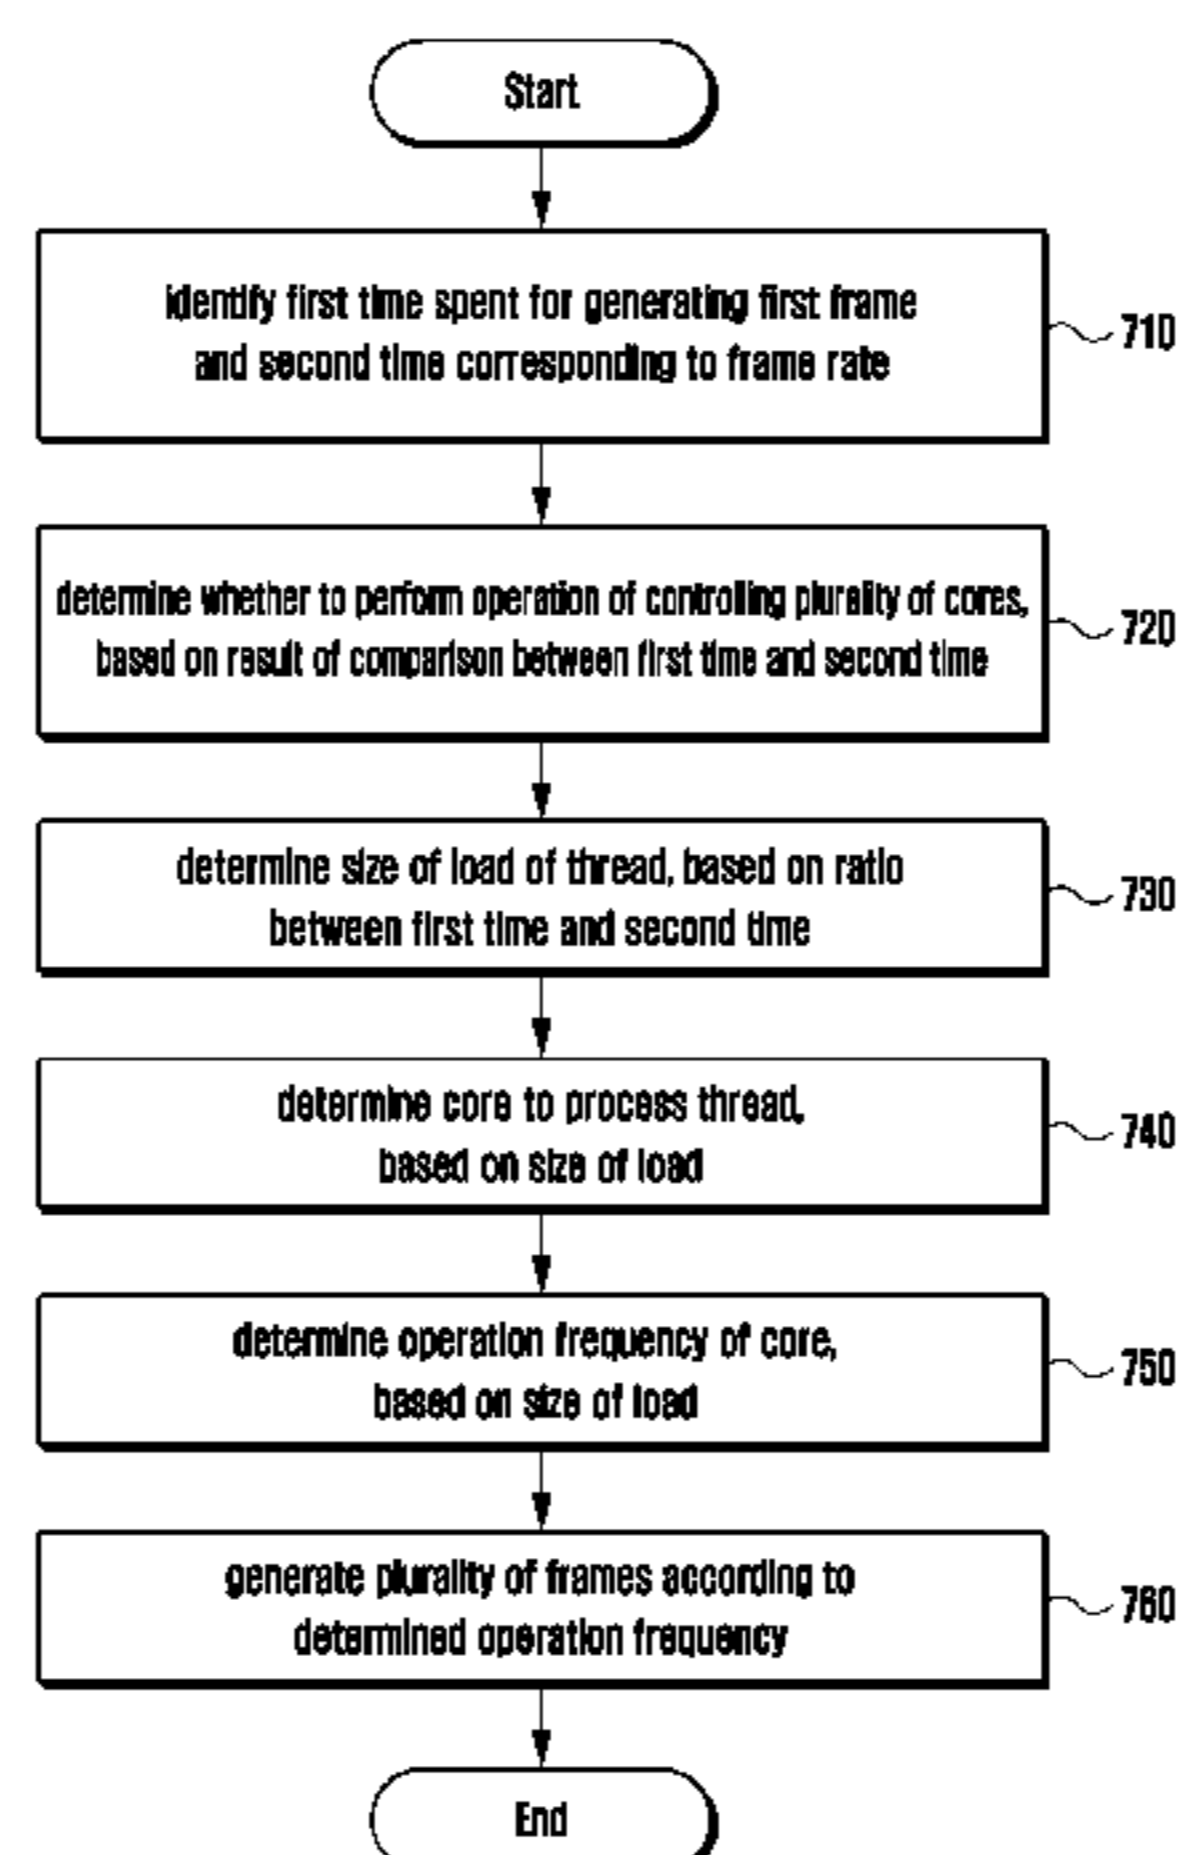 Start
identify first time spent for generating first frame
and second time corresponding to frame rate
710
determine whether to perform operation of controlling plurality of cores,
based on result of comparison between first time and second time
720
determine size of load of thread, based on ratio
between first time and second time
730
determine core to process thread,
based on size of load
740
determine operation frequency of core,
based on size of load
750
generate plurality of frames according to
determined operation frequency
760
End